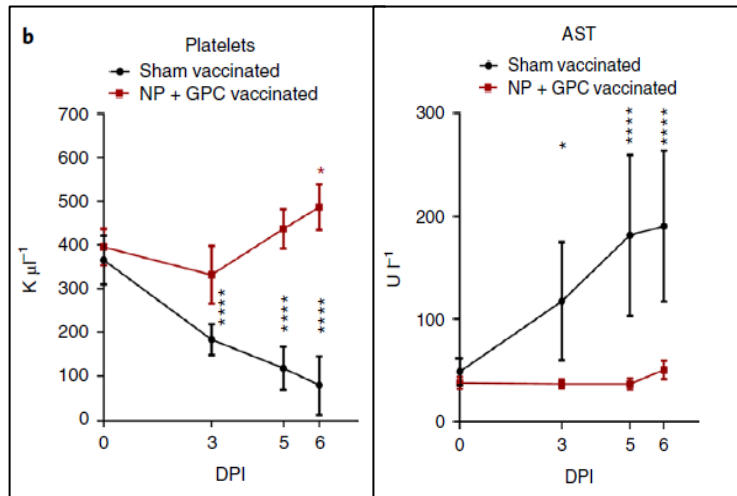 b
Platelets
Sham vaccinated
NP + GPC vaccinated
700
600
500
400
300
200
100
0
K µl⁻¹
*
****
****
****
0 3 5 6
DPI
AST
Sham vaccinated
NP + GPC vaccinated
300
200
100
0
U l⁻¹
*
****
****
0 3 5 6
DPI